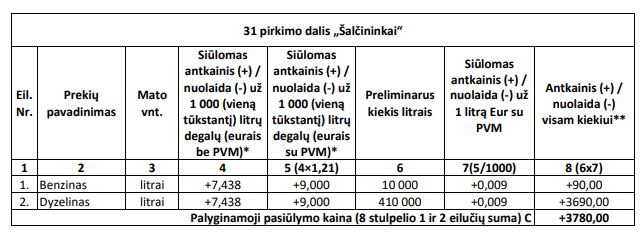 31 pirkimo dalis „Šalčininkai“
Eil. Nr. | Prekių pavadinimas | Mato vnt. | Siūlomas antkainis (+) / nuolaida (-) už 1 000 (vieną tūkstantį) litrų degalų (eurais be PVM)* | Siūlomas antkainis (+) / nuolaida (-) už 1 000 (vieną tūkstantį) litrų degalų (eurais su PVM)* | Preliminarus kiekis litrais | Siūlomas antkainis (+) / nuolaida (-) už 1 litrą Eur su PVM | Antkainis (+) / nuolaida (-) visam kiekiui**
1 | 2 | 3 | 4 | 5 (4×1,21) | 6 | 7(5/1000) | 8 (6x7)
1. | Benzinas | litrai | +7,438 | +9,000 | 10 000 | +0,009 | +90,00
2. | Dyzelinas | litrai | +7,438 | +9,000 | 410 000 | +0,009 | +3690,00
Palyginamoji pasiūlymo kaina (8 stulpelio 1 ir 2 eilučių suma) C | +3780,00